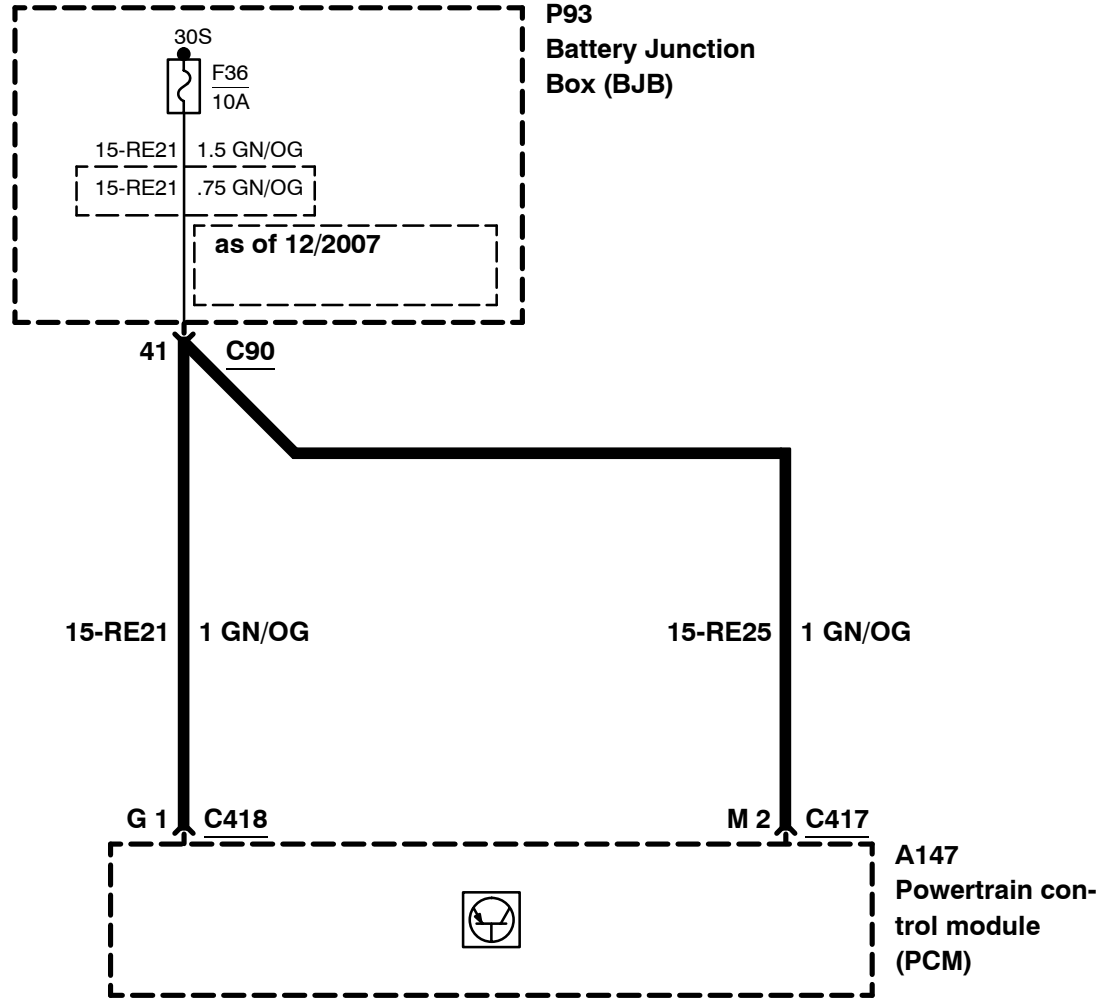 P93
Battery Junction
Box (BJB)
30S
F36
10A
15-RE21 1.5 GN/OG
15-RE21 .75 GN/OG
as of 12/2007
41 C90
15-RE21 1 GN/OG
15-RE25 1 GN/OG
G 1 C418
M 2 C417
A147
Powertrain con-
trol module
(PCM)